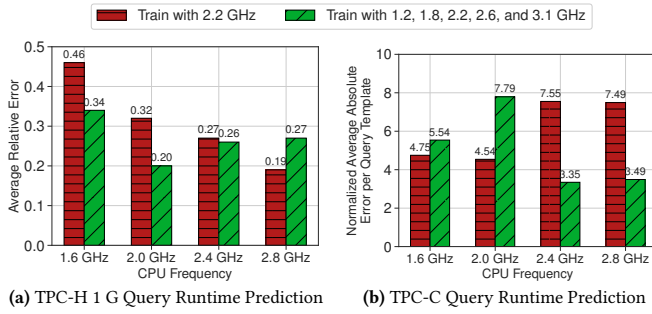 Train with 2.2 GHz Train with 1.2, 1.8, 2.2, 2.6, and 3.1 GHz
Average Relative Error
0.5
0.4
0.3
0.2
0.1
0.0
0.46
0.34
0.32
0.20
0.27
0.26
0.19
0.27
1.6 GHz 2.0 GHz 2.4 GHz 2.8 GHz
CPU Frequency
(a) TPC-H 1 G Query Runtime Prediction
Normalized Average Absolute
Error per Query Template
10
8
6
4
2
0
4.75
5.54
4.54
7.79
7.55
3.35
7.49
3.49
1.6 GHz 2.0 GHz 2.4 GHz 2.8 GHz
CPU Frequency
(b) TPC-C Query Runtime Prediction